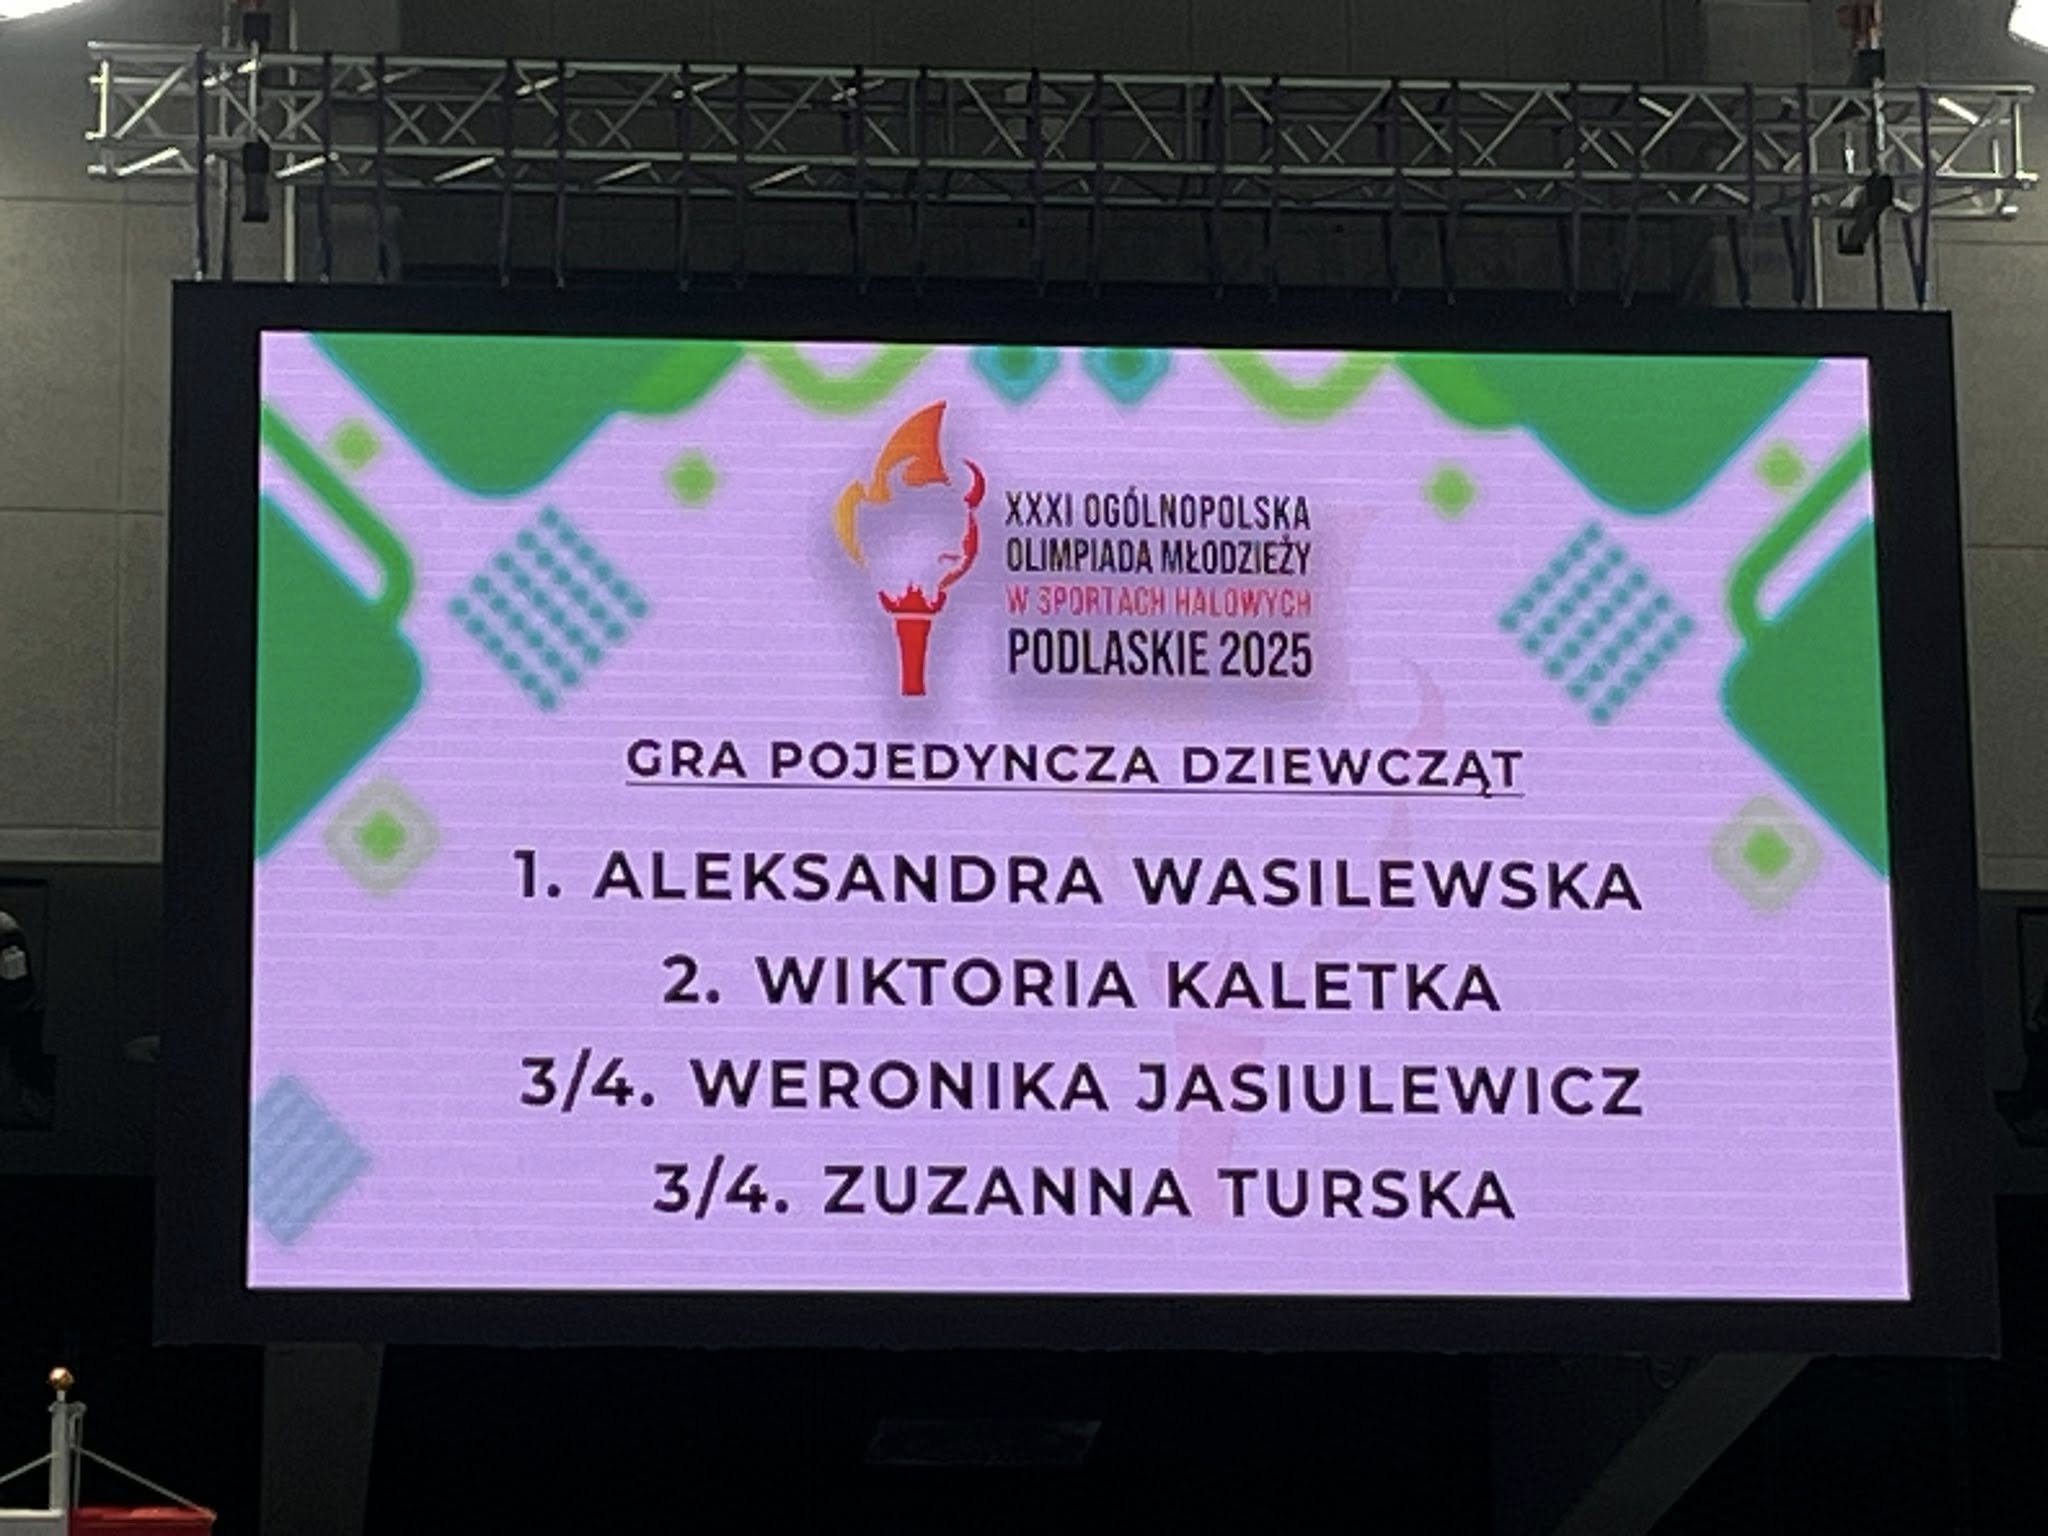 XXXI OGÓLNOPOLSKA
OLIMPIADA MŁODZIEŻY
W SPORTACH HALOWYCH
PODLASKIE 2025
GRA POJEDYNCZA DZIEWCZĄT
1. ALEKSANDRA WASILEWSKA
2. WIKTORIA KALETKA
3/4. WERONIKA JASIULEWICZ
3/4. ZUZANNA TURSKA